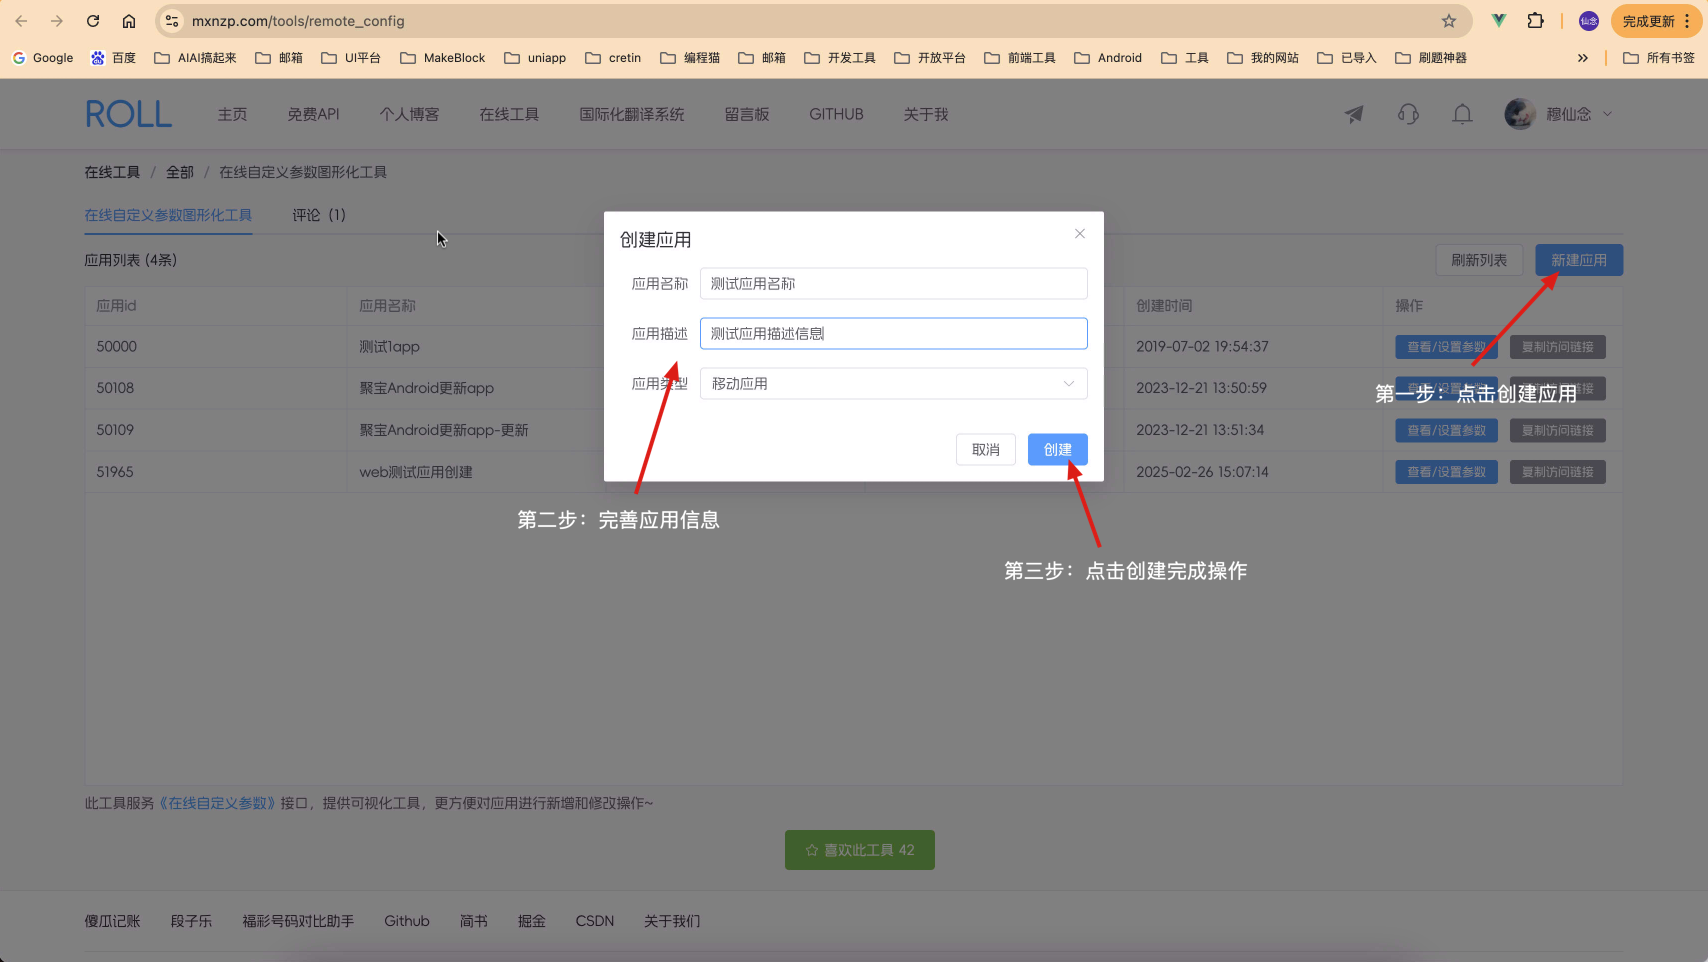 mxnzp.com/tools/remote_config
仙念
完成更新
Google
百度
AIAI搞起来
邮箱
UI平台
MakeBlock
uniapp
cretin
编程猫
邮箱
开发工具
开放平台
前端工具
Android
工具
我的网站
已导入
刷题神器
所有书签
ROLL
主页
免费API
个人博客
在线工具
国际化翻译系统
留言板
GITHUB
关于我
穆仙念
在线工具 / 全部 / 在线自定义参数图形化工具
在线自定义参数图形化工具
评论 (1)
应用列表 (4条)
刷新列表
新建应用
应用id
应用名称
创建时间
操作
50000
测试1app
2019-07-02 19:54:37
查看/设置参数
复制访问链接
50108
聚宝Android更新app
2023-12-21 13:50:59
50109
聚宝Android更新app-更新
2023-12-21 13:51:34
查看/设置参数
复制访问链接
51965
web测试应用创建
2025-02-26 15:07:14
查看/设置参数
复制访问链接
创建应用
应用名称
测试应用名称
应用描述
测试应用描述信息
应用类型
移动应用
取消
创建
第一步：点击创建应用
第二步：完善应用信息
第三步：点击创建完成操作
此工具服务《在线自定义参数》接口，提供可视化工具，更方便对应用进行新增和修改操作~
喜欢此工具 42
傻瓜记账
段子乐
福彩号码对比助手
Github
简书
掘金
CSDN
关于我们